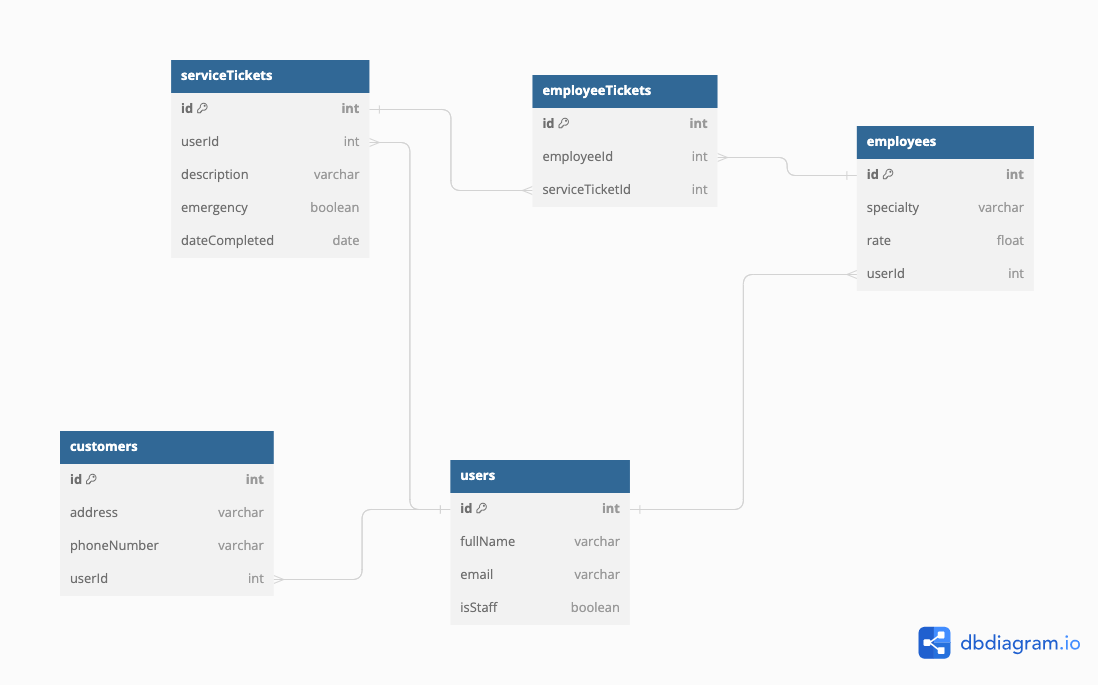 serviceTickets
id int
userId int
description varchar
emergency boolean
dateCompleted date
employeeTickets
id int
employeeId int
serviceTicketId int
employees
id int
specialty varchar
rate float
userId int
customers
id int
address varchar
phoneNumber varchar
userId int
users
id int
fullName varchar
email varchar
isStaff boolean
dbdiagram.io